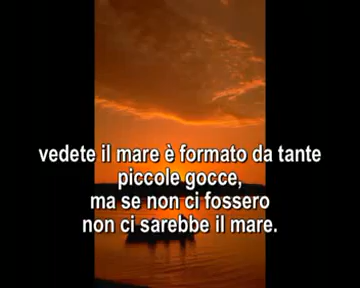 vedete il mare è formato da tante
piccole gocce,
ma se non ci fossero
non ci sarebbe il mare.